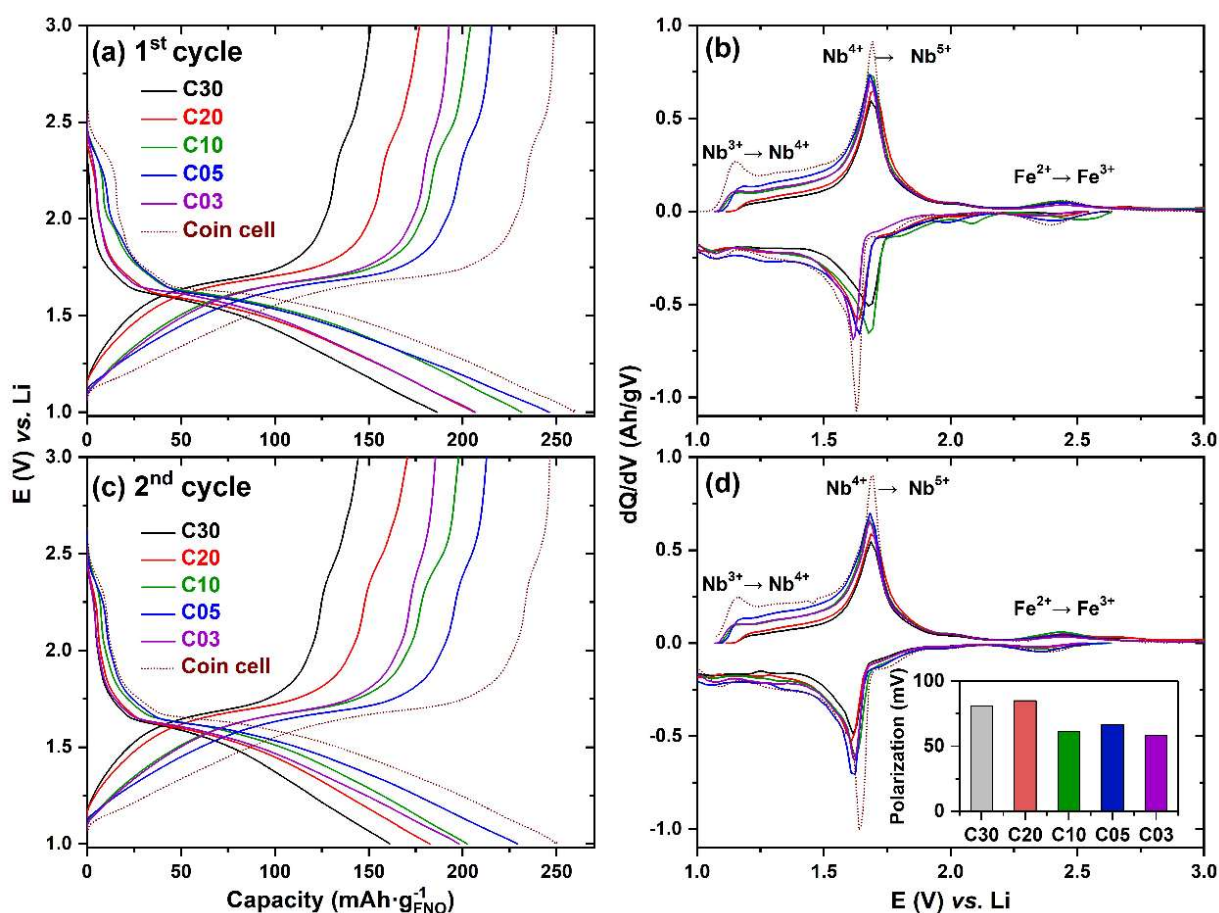 (a) 1st cycle
C30
C20
C10
C05
C03
Coin cell
3.0
2.5
2.0
1.5
1.0
0 50 100 150 200 250
(b)
Nb4+ → Nb5+
Nb3+ → Nb4+
Fe2+ → Fe3+
1.0
0.5
0.0
-0.5
-1.0
1.0 1.5 2.0 2.5 3.0
E (V) vs. Li
dQ/dV (Ah/gV)
(c) 2nd cycle
C30
C20
C10
C05
C03
Coin cell
3.0
2.5
2.0
1.5
1.0
0 50 100 150 200 250
Capacity (mAh·g-1FNO)
(d)
Nb4+ → Nb5+
Nb3+ → Nb4+
Fe2+ → Fe3+
1.0
0.5
0.0
-0.5
-1.0
Polarization (mV)
100
50
0
C30 C20 C10 C05 C03
1.0 1.5 2.0 2.5 3.0
E (V) vs. Li